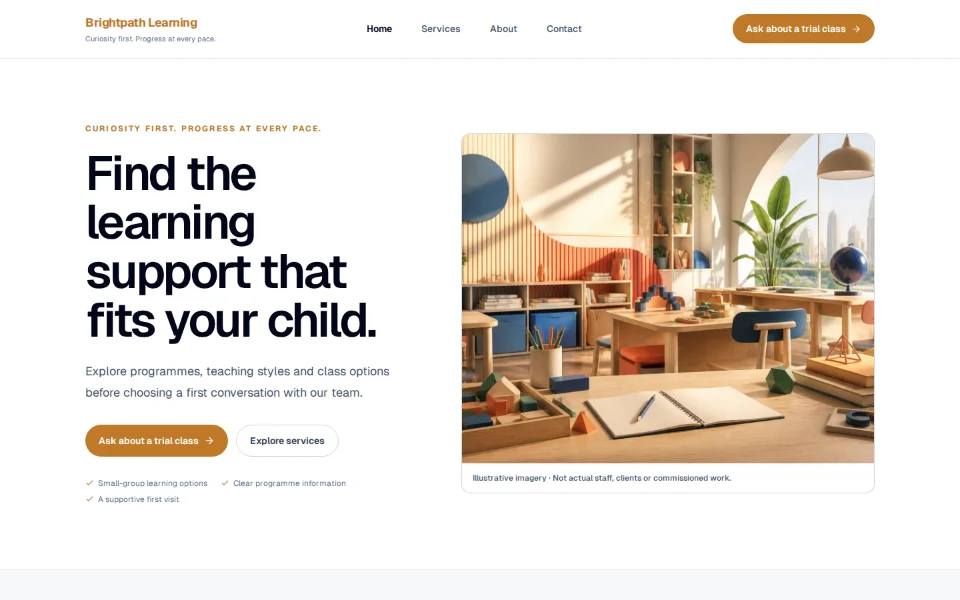 Brightpath Learning
Curiosity first. Progress at every pace.
Home
Services
About
Contact
Ask about a trial class →
CURIOSITY FIRST. PROGRESS AT EVERY PACE.
Find the
learning
support that
fits your child.
Explore programmes, teaching styles and class options
before choosing a first conversation with our team.
Ask about a trial class →
Explore services
✓ Small-group learning options
✓ Clear programme information
✓ A supportive first visit
Illustrative imagery · Not actual staff, clients or commissioned work.